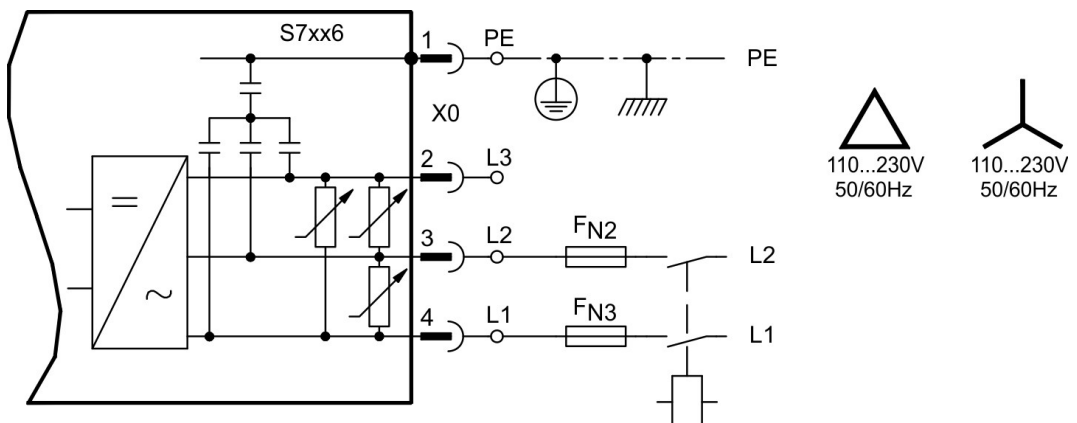 S7xx6
1 PE
PE
X0
2 L3
3 L2
FN2
L2
4 L1
FN3
L1
110...230V
50/60Hz
110...230V
50/60Hz